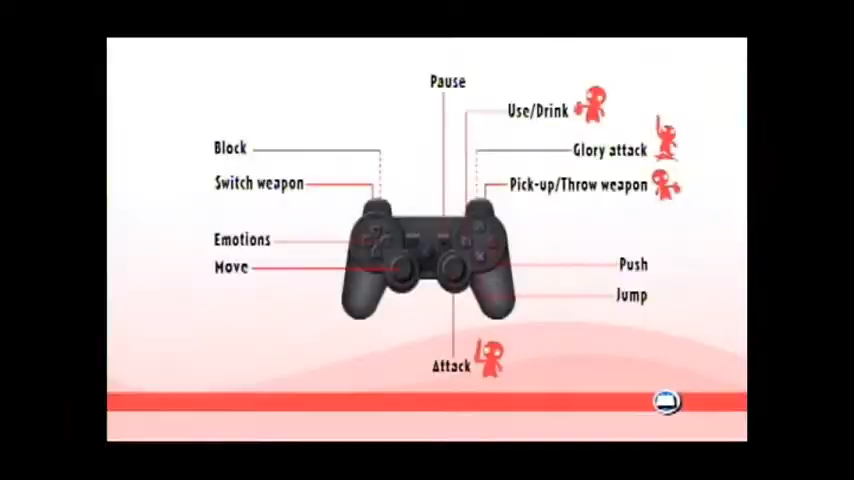 Pause
Use/Drink
Block
Glory attack
Switch weapon
Pick-up/Throw weapon
Emotions
Move
Push
Jump
Attack